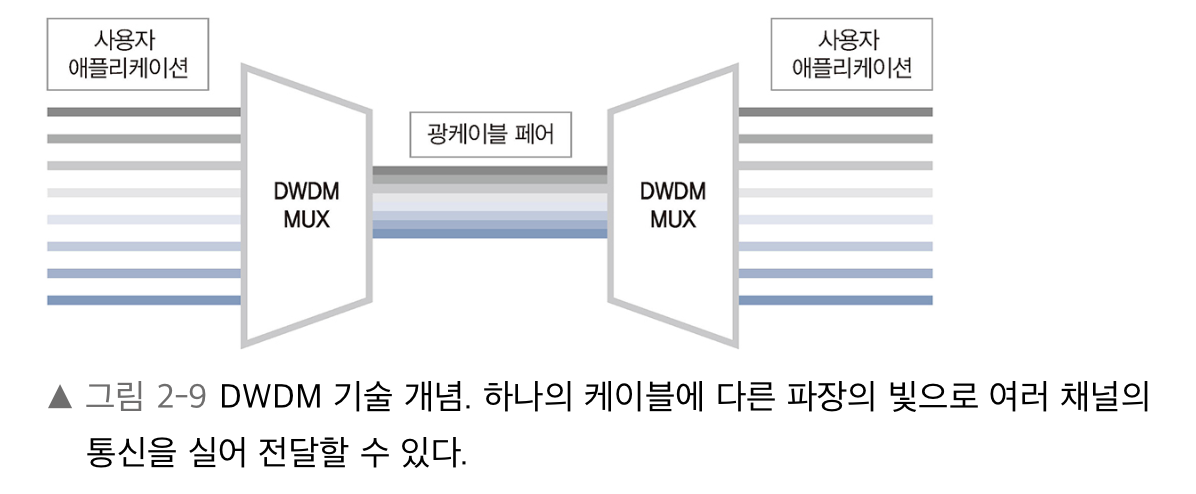 사용자
애플리케이션
사용자
애플리케이션
광케이블 페어
DWDM
MUX
DWDM
MUX
▲ 그림 2-9 DWDM 기술 개념. 하나의 케이블에 다른 파장의 빛으로 여러 채널의
통신을 실어 전달할 수 있다.